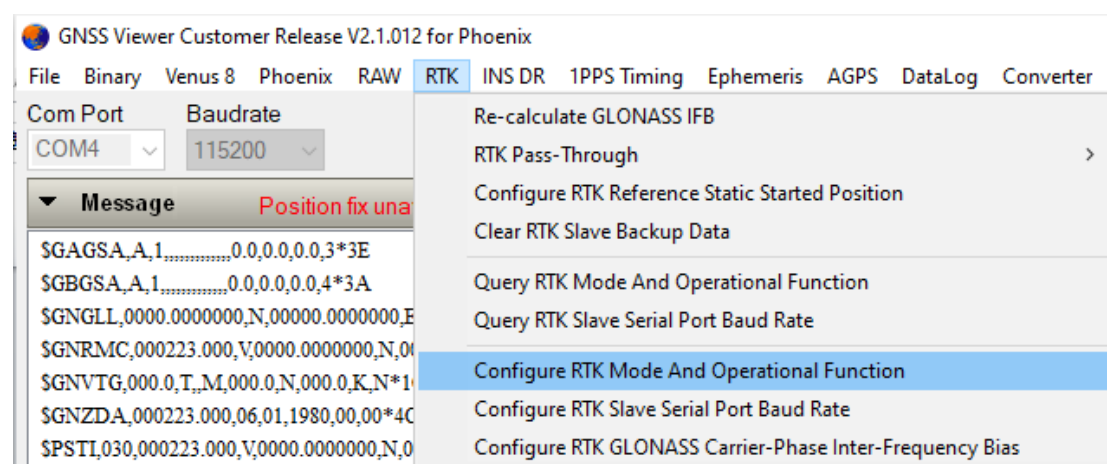 GNSS Viewer Customer Release V2.1.012 for Phoenix
File Binary Venus 8 Phoenix RAW RTK INS DR 1PPS Timing Ephemeris AGPS DataLog Converter
Com Port Baudrate
COM4 115200
Message Position fix una
$GAGSA,A,1,,,,,,,,,,,,,0.0,0.0,0.0,3*3E
$GBGSA,A,1,,,,,,,,,,,,,0.0,0.0,0.0,4*3A
$GNGLL,0000.0000000,N,00000.0000000,E
$GNRMC,000223.000,V,0000.0000000,N,00
$GNVTG,000.0,T,,M,000.0,N,000.0,K,N*1
$GNZDA,000223.000,06,01,1980,00,00*4C
$PSTI,030,000223.000,V,0000.0000000,N,0
Re-calculate GLONASS IFB
RTK Pass-Through
Configure RTK Reference Static Started Position
Clear RTK Slave Backup Data
Query RTK Mode And Operational Function
Query RTK Slave Serial Port Baud Rate
Configure RTK Mode And Operational Function
Configure RTK Slave Serial Port Baud Rate
Configure RTK GLONASS Carrier-Phase Inter-Frequency Bias